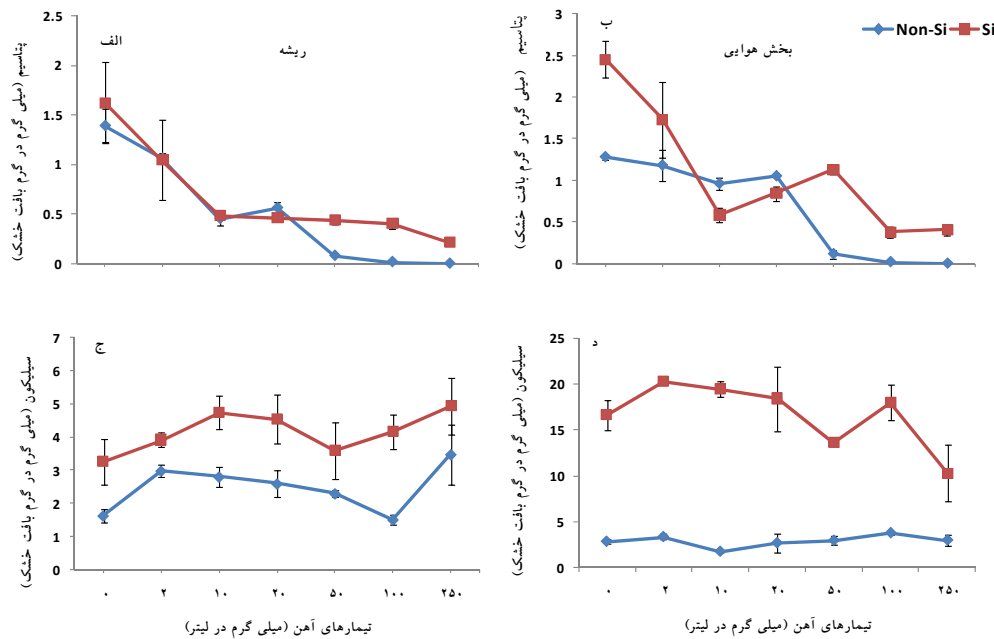 الف
ریشه
پتاسیم (میلی گرم در گرم بافت خشک)
2.5
2
1.5
1
0.5
0
ب
بخش هوایی
Non-Si
Si
پتاسیم (میلی گرم در گرم بافت خشک)
3
2.5
2
1.5
1
0.5
0
ج
سیلیکون (میلی گرم در گرم بافت خشک)
7
6
5
4
3
2
1
0
۰ ۲ ۱۰ ۲۰ ۵۰ ۱۰۰ ۲۵۰
تیمارهای آهن (میلی گرم در لیتر)
د
سیلیکون (میلی گرم در گرم بافت خشک)
25
20
15
10
5
0
۰ ۲ ۱۰ ۲۰ ۵۰ ۱۰۰ ۲۵۰
تیمارهای آهن (میلی گرم در لیتر)